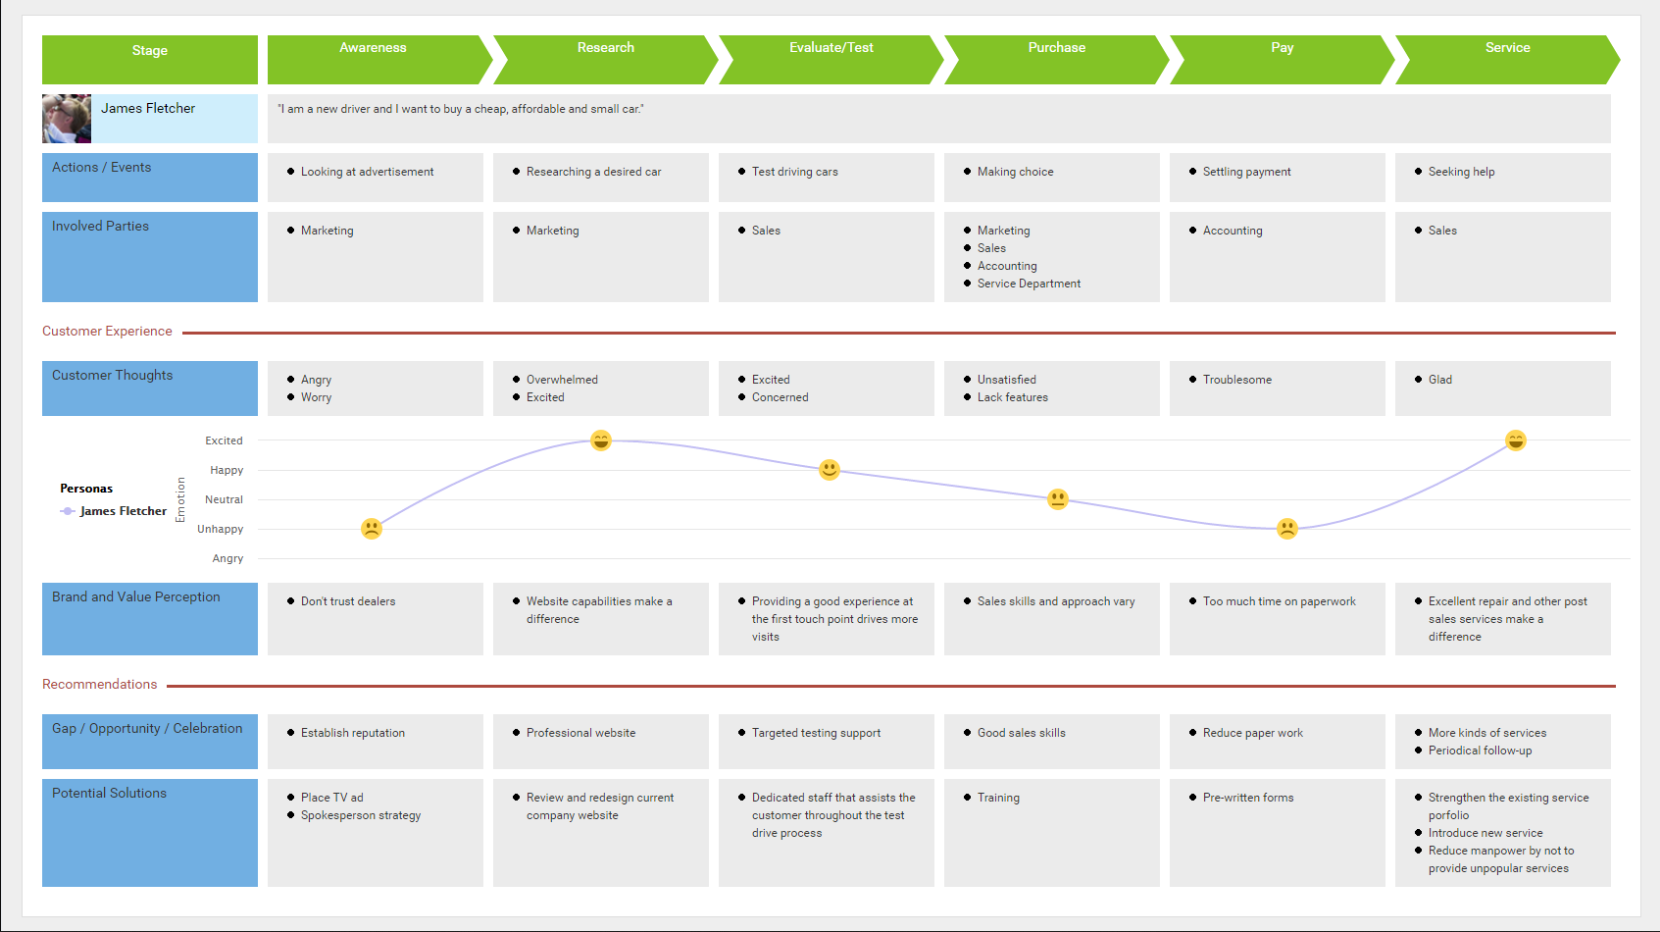 Stage
Awareness
Research
Evaluate/Test
Purchase
Pay
Service
James Fletcher
"I am a new driver and I want to buy a cheap, affordable and small car."
Actions / Events
Looking at advertisement
Researching a desired car
Test driving cars
Making choice
Settling payment
Seeking help
Involved Parties
Marketing
Marketing
Sales
Marketing
Sales
Accounting
Service Department
Accounting
Sales
Customer Experience
Customer Thoughts
Angry
Worry
Overwhelmed
Excited
Excited
Concerned
Unsatisfied
Lack features
Troublesome
Glad
Personas
James Fletcher
Emotion
Excited
Happy
Neutral
Unhappy
Angry
Brand and Value Perception
Don't trust dealers
Website capabilities make a
difference
Providing a good experience at
the first touch point drives more
visits
Sales skills and approach vary
Too much time on paperwork
Excellent repair and other post
sales services make a
difference
Recommendations
Gap / Opportunity / Celebration
Establish reputation
Professional website
Targeted testing support
Good sales skills
Reduce paper work
More kinds of services
Periodical follow-up
Potential Solutions
Place TV ad
Spokesperson strategy
Review and redesign current
company website
Dedicated staff that assists the
customer throughout the test
drive process
Training
Pre-written forms
Strengthen the existing service
porfolio
Introduce new service
Reduce manpower by not to
provide unpopular services